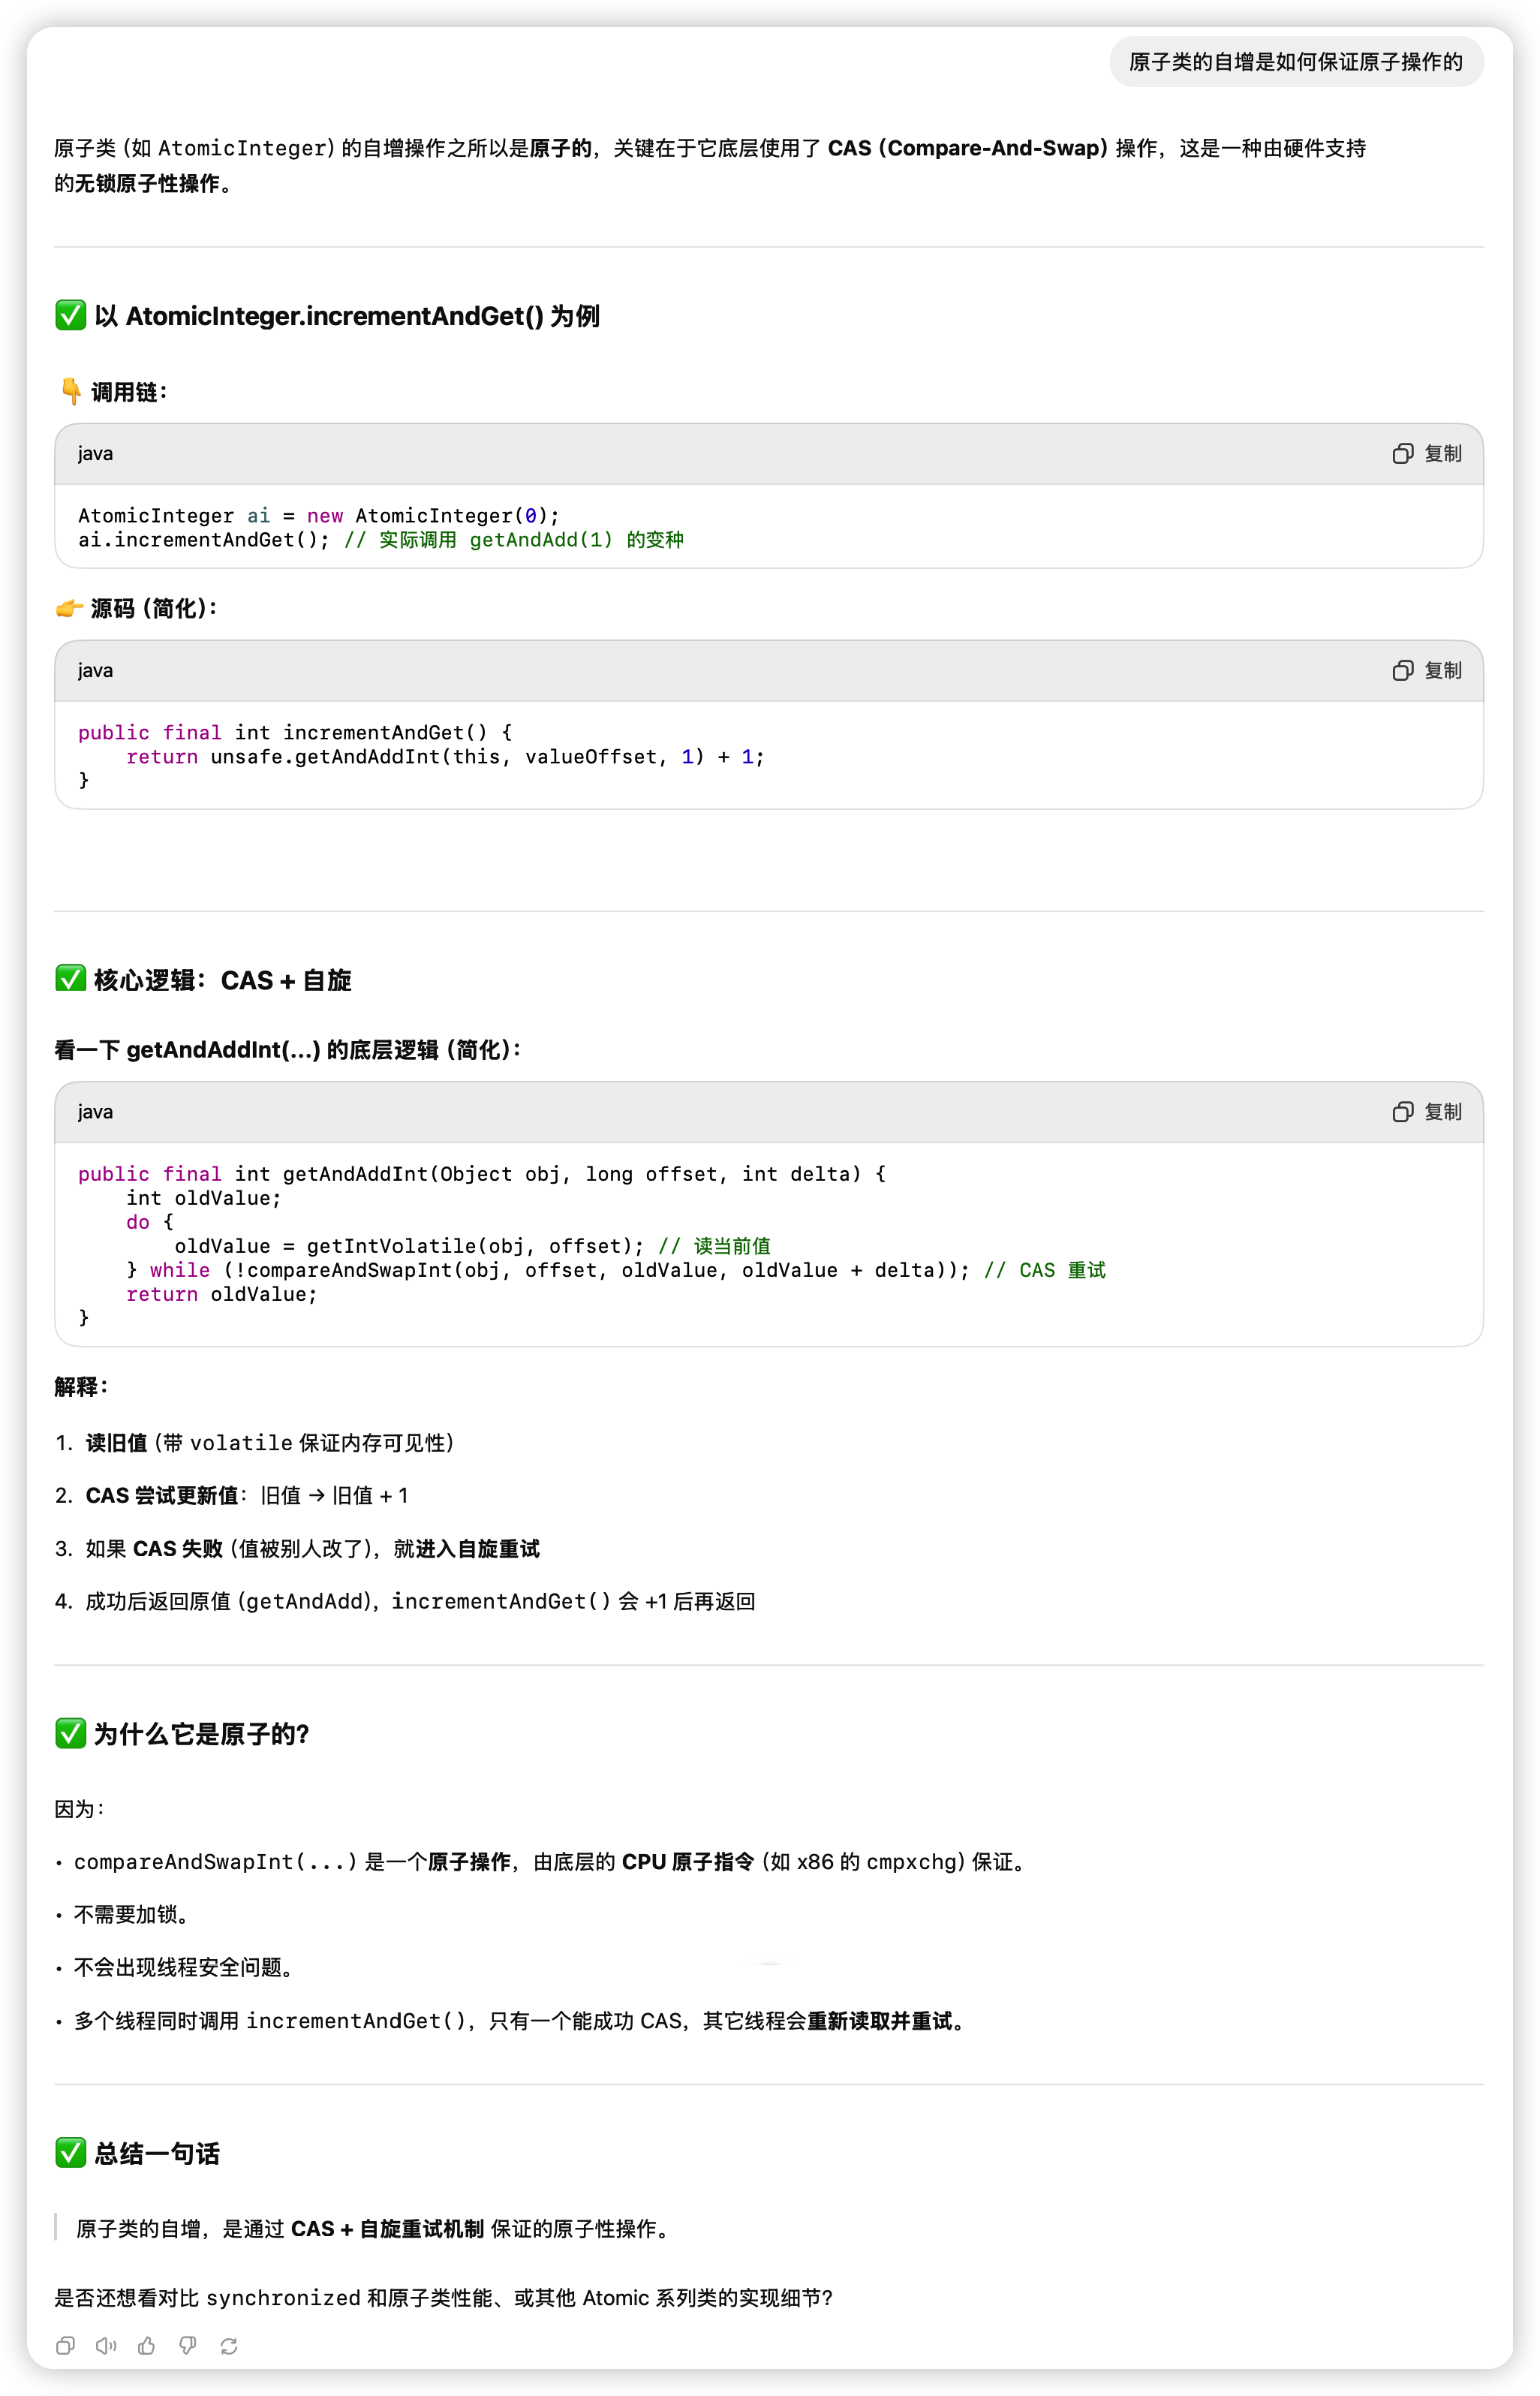 原子类的自增是如何保证原子操作的
原子类（如 AtomicInteger）的自增操作之所以是原子的，关键在于它底层使用了 CAS（Compare-And-Swap）操作，这是一种由硬件支持
的无锁原子性操作。
✅ 以 AtomicInteger.incrementAndGet() 为例
👇 调用链：
java 复制
AtomicInteger ai = new AtomicInteger(0);
ai.incrementAndGet(); // 实际调用 getAndAdd(1) 的变种
👉 源码（简化）：
java 复制
public final int incrementAndGet() {
    return unsafe.getAndAddInt(this, valueOffset, 1) + 1;
}
✅ 核心逻辑：CAS + 自旋
看一下 getAndAddInt(...) 的底层逻辑（简化）：
java 复制
public final int getAndAddInt(Object obj, long offset, int delta) {
    int oldValue;
    do {
        oldValue = getIntVolatile(obj, offset); // 读当前值
    } while (!compareAndSwapInt(obj, offset, oldValue, oldValue + delta)); // CAS 重试
    return oldValue;
}
解释：
1. 读旧值（带 volatile 保证内存可见性）
2. CAS 尝试更新值：旧值 → 旧值 + 1
3. 如果 CAS 失败（值被别人改了），就进入自旋重试
4. 成功后返回原值（getAndAdd），incrementAndGet() 会 +1 后再返回
✅ 为什么它是原子的？
因为：
• compareAndSwapInt(...) 是一个原子操作，由底层的 CPU 原子指令（如 x86 的 cmpxchg）保证。
• 不需要加锁。
• 不会出现线程安全问题。
• 多个线程同时调用 incrementAndGet()，只有一个能成功 CAS，其它线程会重新读取并重试。
✅ 总结一句话
原子类的自增，是通过 CAS + 自旋重试机制 保证的原子性操作。
是否还想看对比 synchronized 和原子类性能、或其他 Atomic 系列类的实现细节？